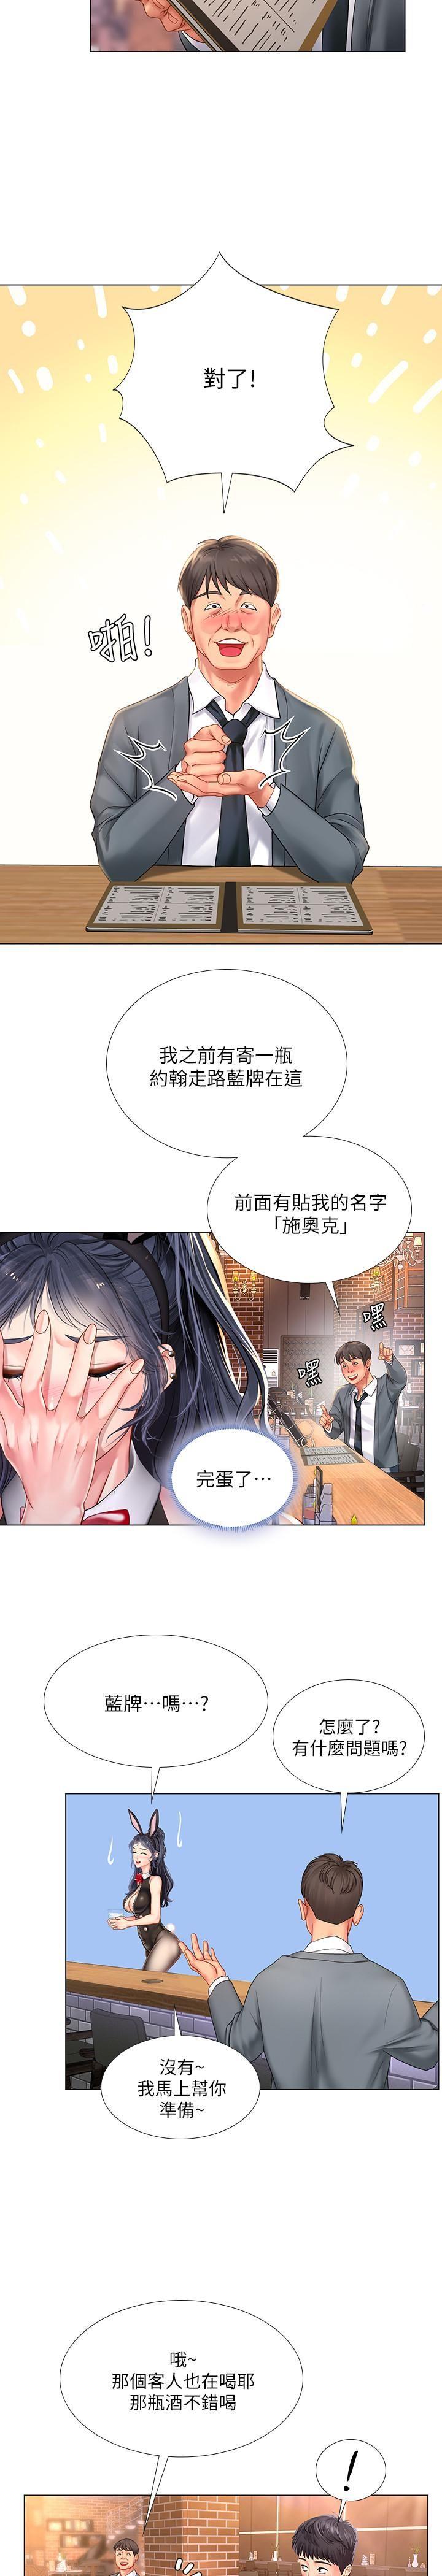 對了!
啪!
我之前有寄一瓶
約翰走路藍牌在這
前面有貼我的名字
「施奧克」
嘿
嘿
完蛋了…
藍牌…嗎…?
怎麼了?
有什麼問題嗎?
沒有~
我馬上幫你
準備~
哦~
那個客人也在喝耶
那瓶酒不錯喝
!